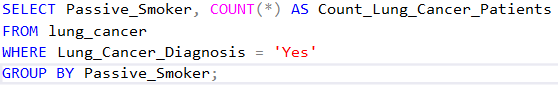 SELECT Passive_Smoker, COUNT(*) AS Count_Lung_Cancer_Patients
FROM lung_cancer
WHERE Lung_Cancer_Diagnosis = 'Yes'
GROUP BY Passive_Smoker;